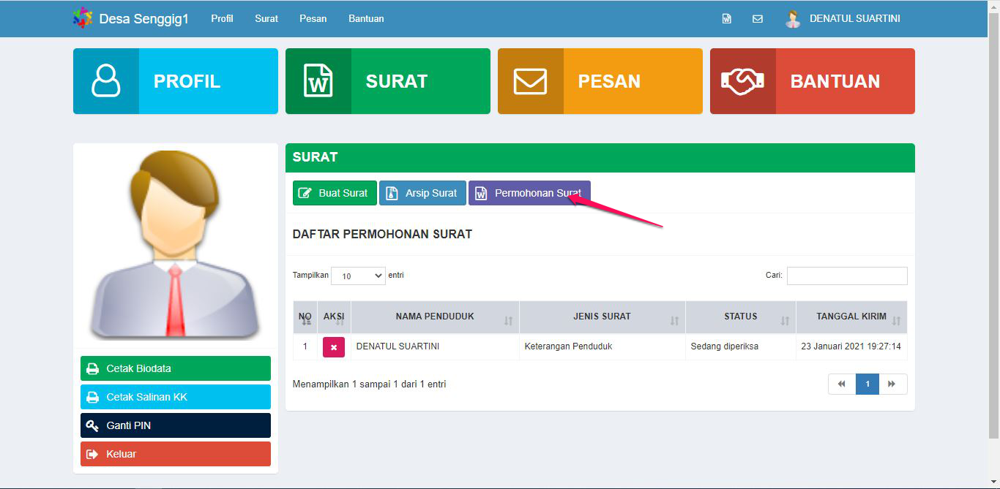 Desa Senggig1 Profil Surat Pesan Bantuan DENATUL SUARTINI
PROFIL SURAT PESAN BANTUAN
SURAT
Buat Surat Arsip Surat Permohonan Surat
DAFTAR PERMOHONAN SURAT
Tampilkan 10 entri Cari:
NO AKSI NAMA PENDUDUK JENIS SURAT STATUS TANGGAL KIRIM
1 DENATUL SUARTINI Keterangan Penduduk Sedang diperiksa 23 Januari 2021 19:27:14
Menampilkan 1 sampai 1 dari 1 entri 1
Cetak Biodata
Cetak Salinan KK
Ganti PIN
Keluar